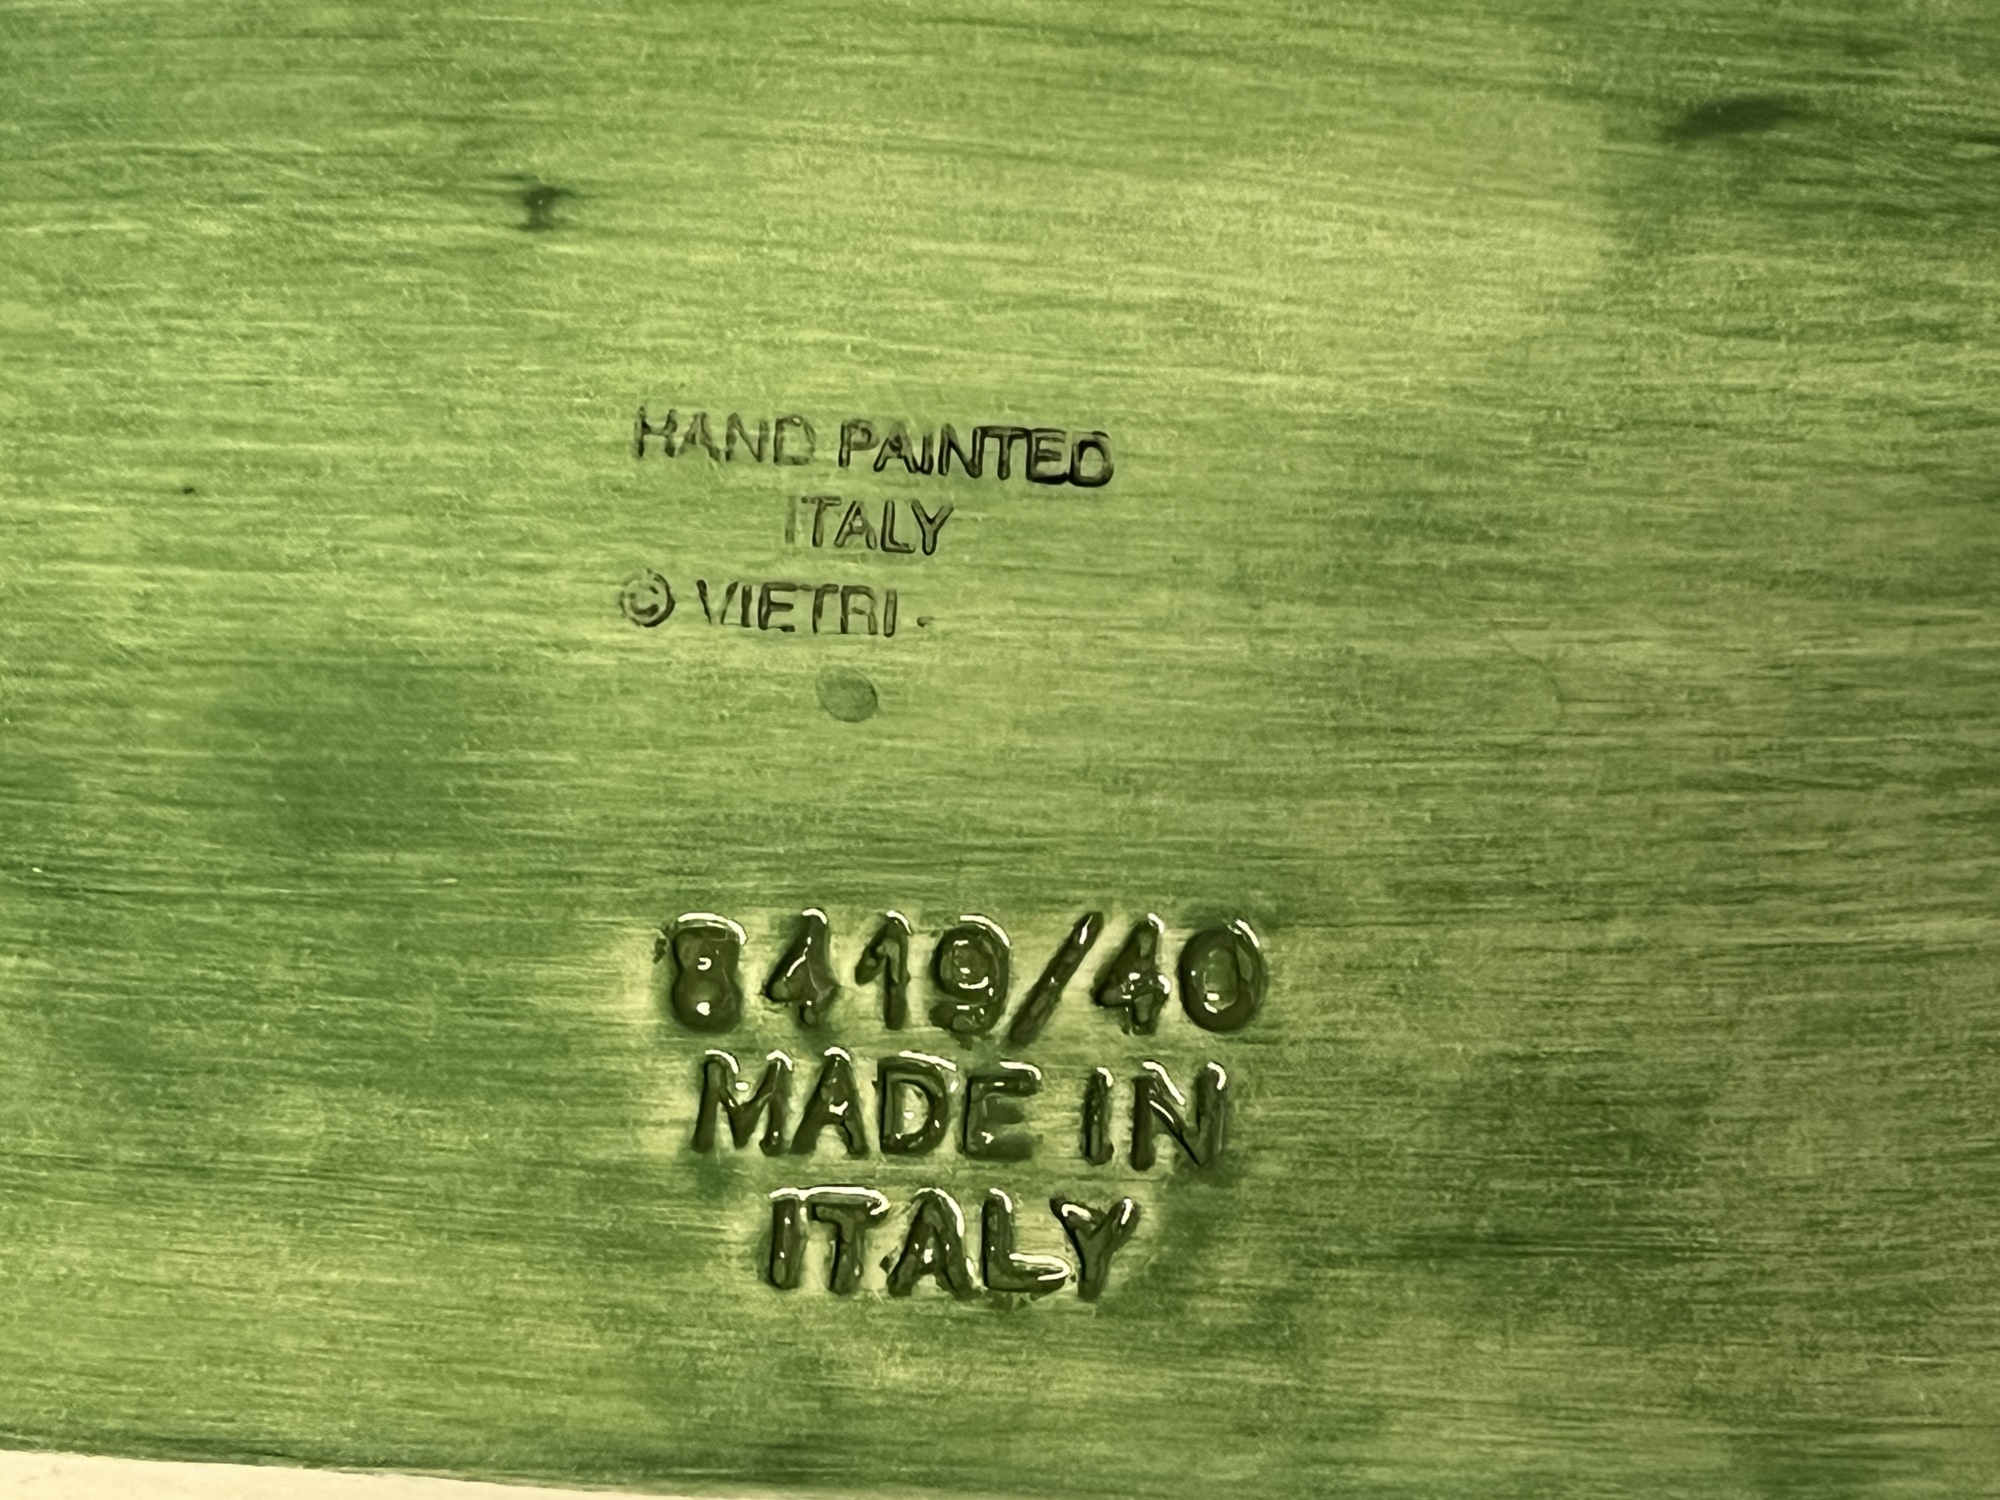 HAND PAINTED
ITALY
© VIETRI -
8419/40
MADE IN
ITALY